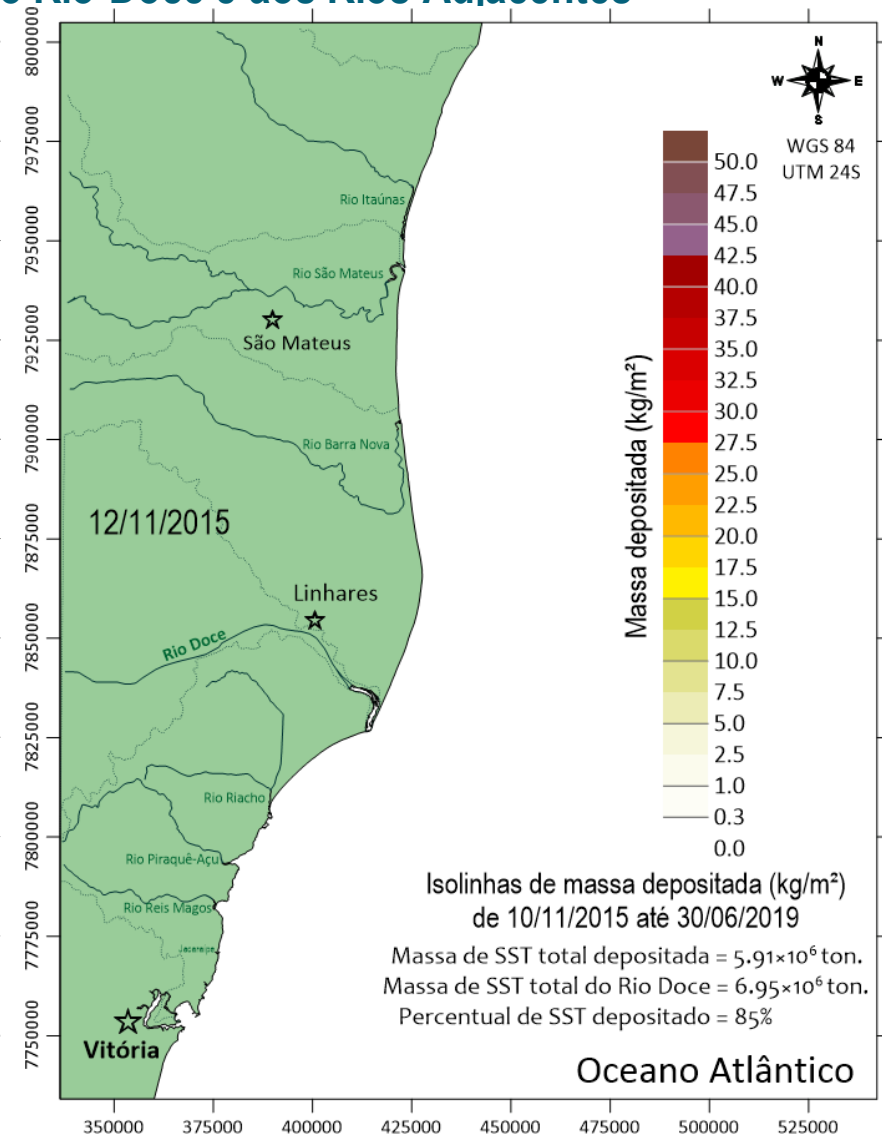 Rio Doce e aos Rios Adjacentes
N
W E
S
WGS 84
UTM 24S
8000000
7975000
7950000
7925000
7900000
7875000
7850000
7825000
7800000
7775000
7750000
Rio Itaúnas
Rio São Mateus
São Mateus
Rio Barra Nova
12/11/2015
Linhares
Rio Doce
Rio Riacho
Rio Piraquê-Açu
Rio Reis Magos
Jacaraípe
Vitória
Massa depositada (kg/m²)
50.0
47.5
45.0
42.5
40.0
37.5
35.0
32.5
30.0
27.5
25.0
22.5
20.0
17.5
15.0
12.5
10.0
7.5
5.0
2.5
1.0
0.3
0.0
Isolinhas de massa depositada (kg/m²)
de 10/11/2015 até 30/06/2019
Massa de SST total depositada = 5.91×10⁶ ton.
Massa de SST total do Rio Doce = 6.95×10⁶ ton.
Percentual de SST depositado = 85%
Oceano Atlântico
350000 375000 400000 425000 450000 475000 500000 525000